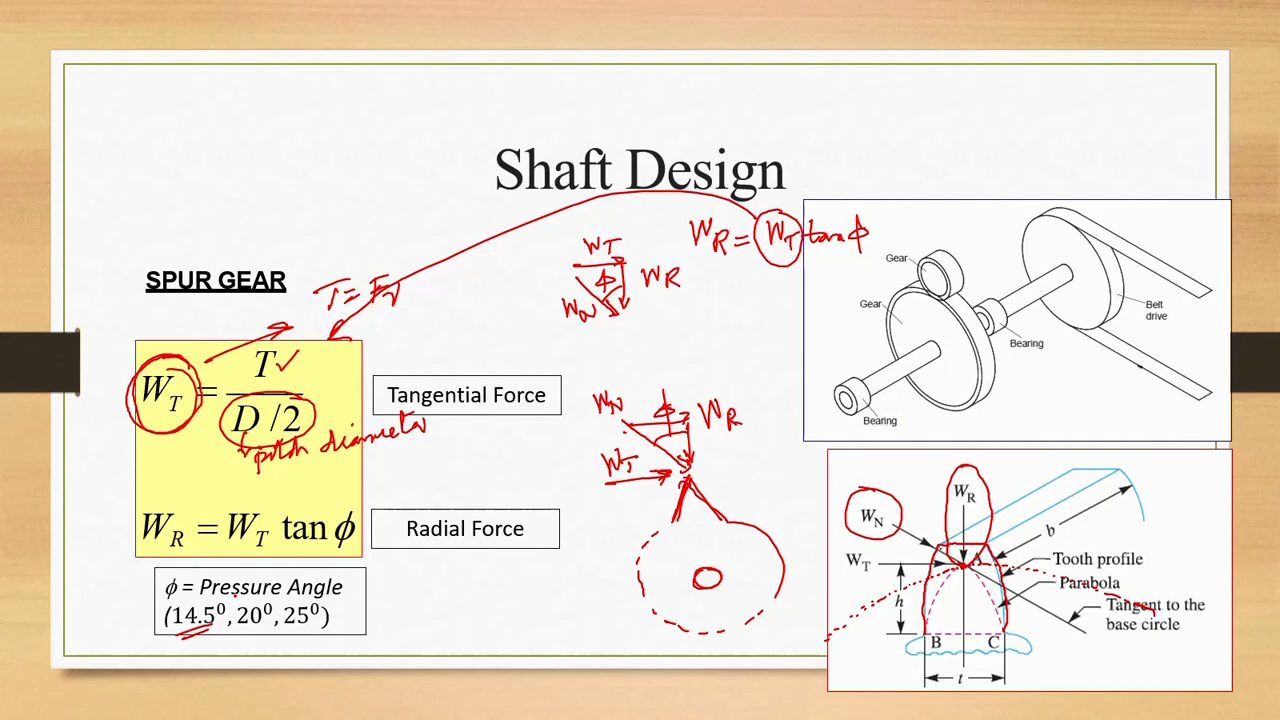 Shaft Design
W_R = W_T tan ϕ
W_T
ϕ
W_R
W_N
SPUR GEAR
T = Fr
W_T = T / (D/2)
Tangential Force
pitch diameter
W_R = W_T tan ϕ
Radial Force
ϕ = Pressure Angle
(14.5⁰, 20⁰, 25⁰)
W_N
ϕ
W_R
W_T
Gear
Gear
Belt
drive
Bearing
Bearing
W_R
W_N
b
W_T
A
Tooth profile
Parabola
h
Tangent to the
base circle
B
C
t